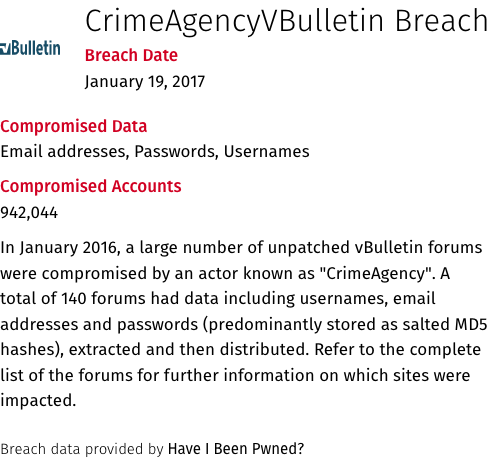 CrimeAgencyVBulletin Breach
vBulletin
Breach Date
January 19, 2017
Compromised Data
Email addresses, Passwords, Usernames
Compromised Accounts
942,044
In January 2016, a large number of unpatched vBulletin forums
were compromised by an actor known as "CrimeAgency". A
total of 140 forums had data including usernames, email
addresses and passwords (predominantly stored as salted MD5
hashes), extracted and then distributed. Refer to the complete
list of the forums for further information on which sites were
impacted.
Breach data provided by Have I Been Pwned?